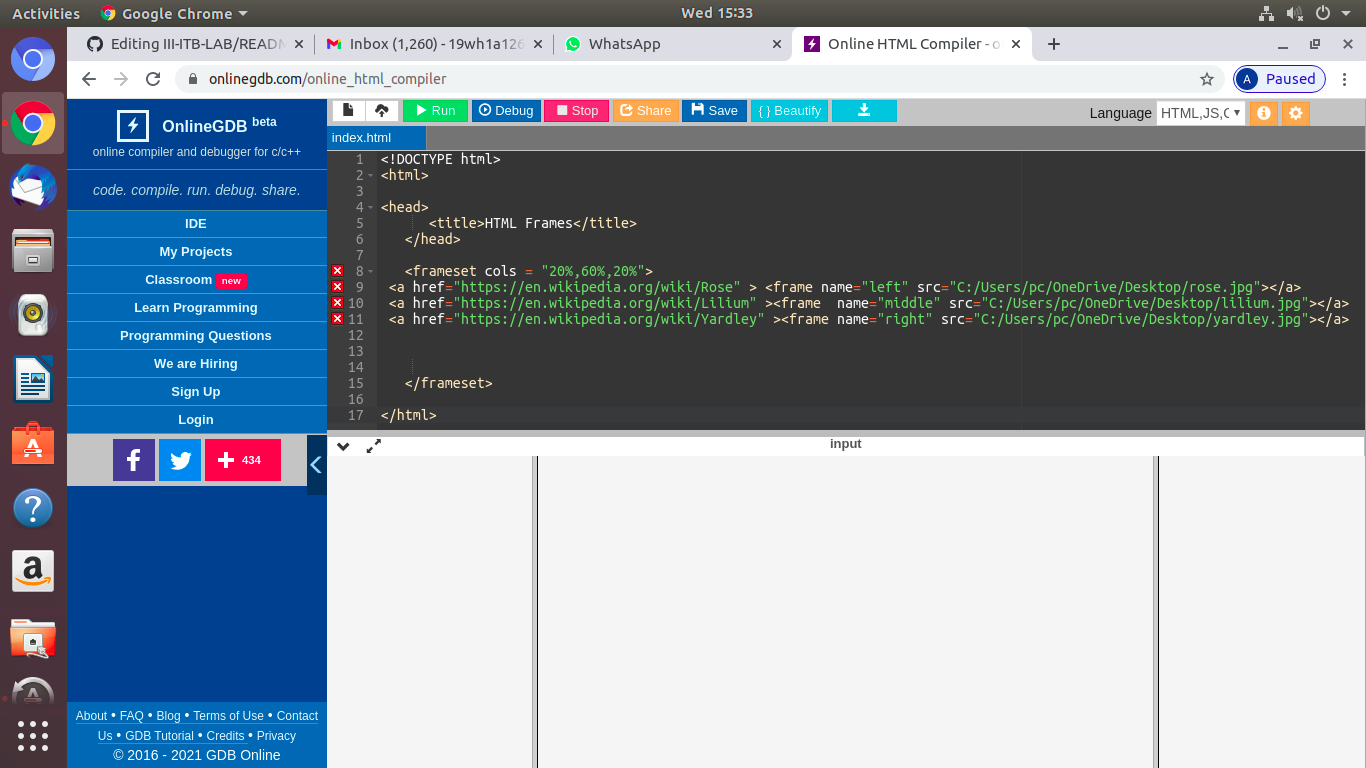 Activities Google Chrome Wed 15:33
Editing III-ITB-LAB/READM Inbox (1,260) - 19wh1a126 WhatsApp Online HTML Compiler - o
onlinegdb.com/online_html_compiler A Paused
OnlineGDB beta
online compiler and debugger for c/c++
code. compile. run. debug. share.
IDE
My Projects
Classroom new
Learn Programming
Programming Questions
We are Hiring
Sign Up
Login
f 434
About • FAQ • Blog • Terms of Use • Contact
Us • GDB Tutorial • Credits • Privacy
© 2016 - 2021 GDB Online
Run Debug Stop Share Save { } Beautify Language HTML,JS,C
index.html
1 <!DOCTYPE html>
2 <html>
3
4 <head>
5 <title>HTML Frames</title>
6 </head>
7
8 <frameset cols = "20%,60%,20%">
9 <a href="https://en.wikipedia.org/wiki/Rose" > <frame name="left" src="C:/Users/pc/OneDrive/Desktop/rose.jpg"></a>
10 <a href="https://en.wikipedia.org/wiki/Lilium" ><frame  name="middle" src="C:/Users/pc/OneDrive/Desktop/lilium.jpg"></a>
11 <a href="https://en.wikipedia.org/wiki/Yardley" ><frame name="right" src="C:/Users/pc/OneDrive/Desktop/yardley.jpg"></a>
12
13
14
15 </frameset>
16
17 </html>
input